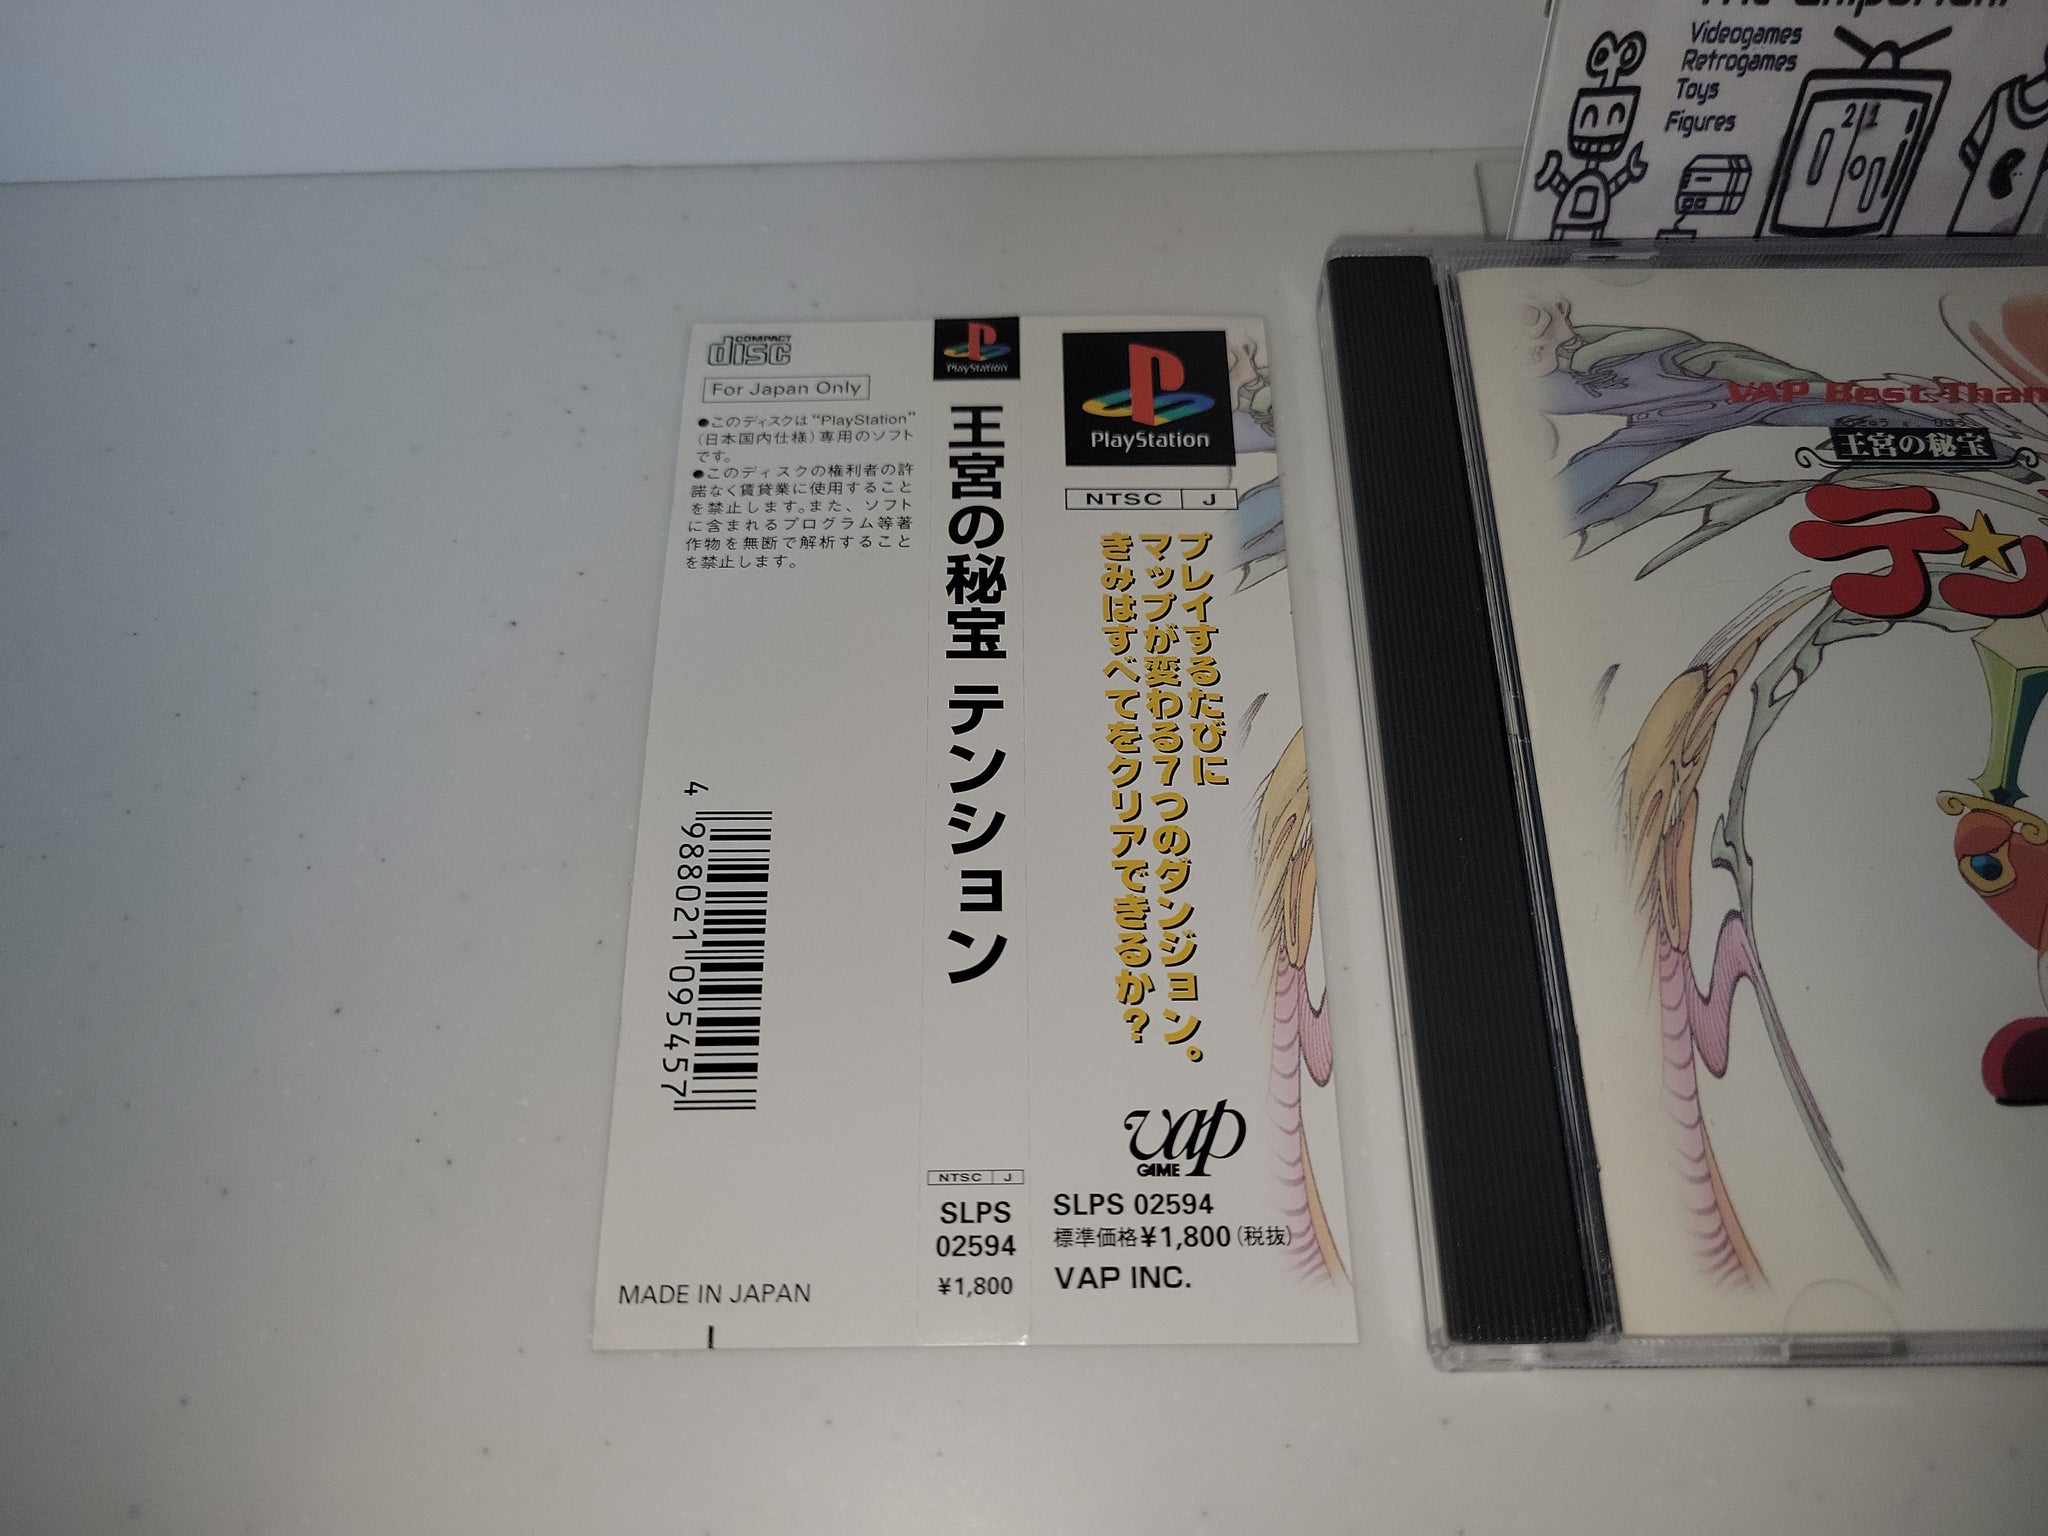 COMPACT
disc
For Japan Only
●このディスクは"PlayStation"
(日本国内仕様)専用のソフト
です。
●このディスクの権利者の許
諾なく賃貸業に使用すること
を禁止します。また、ソフト
に含まれるプログラム等著
作物を無断で解析すること
を禁止します。
4 988021 095457
MADE IN JAPAN
PlayStation
王宮の秘宝 テンション
NTSC J
SLPS
02594
¥1,800
PlayStation
NTSC J
プレイするたびに
マップが変わる7つのダンジョン。
きみはすべてをクリアできるか?
vap
GAME
SLPS 02594
標準価格¥1,800(税抜)
VAP INC.
Videogames
Retrogames
Toys
Figures
21
VAP Best Than
王宮の秘宝
テン